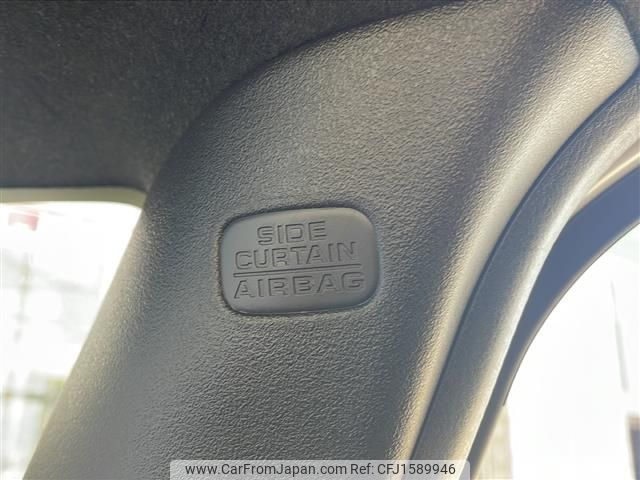 SIDE
CURTAIN
AIRBAG
www.CarFromJapan.com - Ref:CFJ1589946